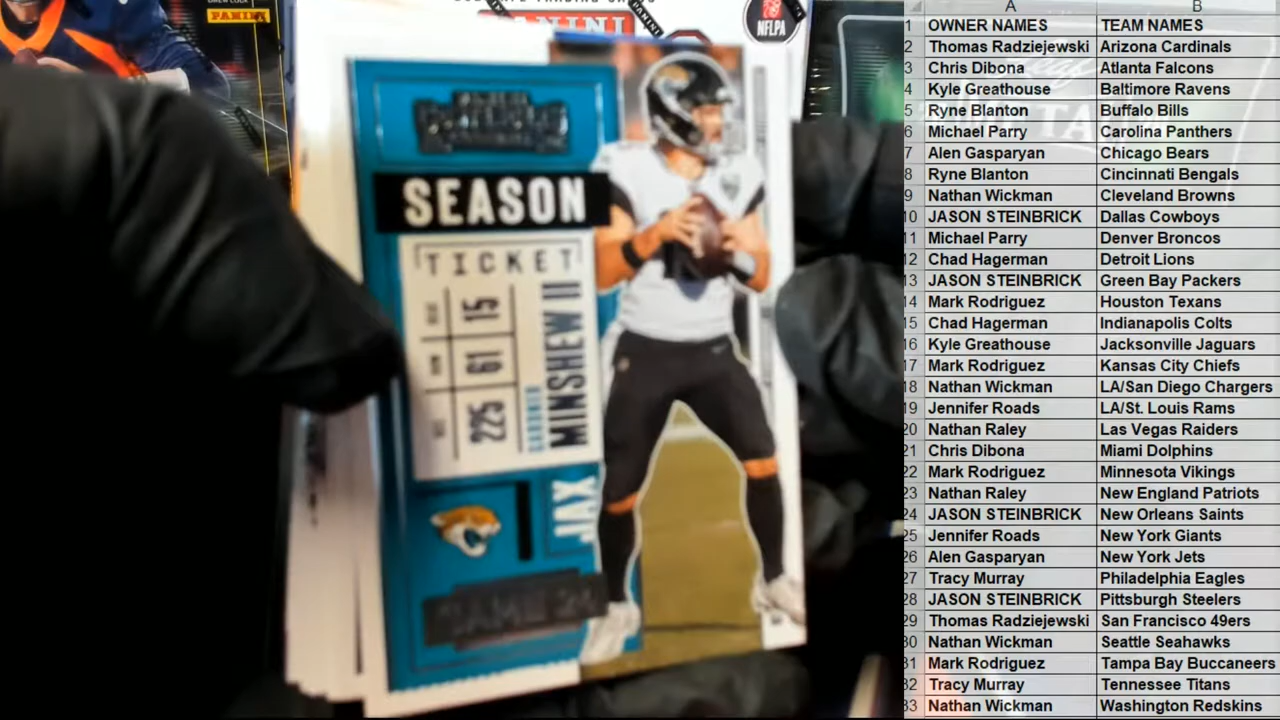 PANINI
PANINI
NFLPA
SEASON
TICKET
15
61
225
GARDNER
MINSHEW II
JAX
A B
1 OWNER NAMES TEAM NAMES
2 Thomas Radziejewski Arizona Cardinals
3 Chris Dibona Atlanta Falcons
4 Kyle Greathouse Baltimore Ravens
5 Ryne Blanton Buffalo Bills
6 Michael Parry Carolina Panthers
7 Alen Gasparyan Chicago Bears
8 Ryne Blanton Cincinnati Bengals
9 Nathan Wickman Cleveland Browns
10 JASON STEINBRICK Dallas Cowboys
11 Michael Parry Denver Broncos
12 Chad Hagerman Detroit Lions
13 JASON STEINBRICK Green Bay Packers
14 Mark Rodriguez Houston Texans
15 Chad Hagerman Indianapolis Colts
16 Kyle Greathouse Jacksonville Jaguars
17 Mark Rodriguez Kansas City Chiefs
18 Nathan Wickman LA/San Diego Chargers
19 Jennifer Roads LA/St. Louis Rams
20 Nathan Raley Las Vegas Raiders
21 Chris Dibona Miami Dolphins
22 Mark Rodriguez Minnesota Vikings
23 Nathan Raley New England Patriots
24 JASON STEINBRICK New Orleans Saints
25 Jennifer Roads New York Giants
26 Alen Gasparyan New York Jets
27 Tracy Murray Philadelphia Eagles
28 JASON STEINBRICK Pittsburgh Steelers
29 Thomas Radziejewski San Francisco 49ers
30 Nathan Wickman Seattle Seahawks
31 Mark Rodriguez Tampa Bay Buccaneers
32 Tracy Murray Tennessee Titans
33 Nathan Wickman Washington Redskins